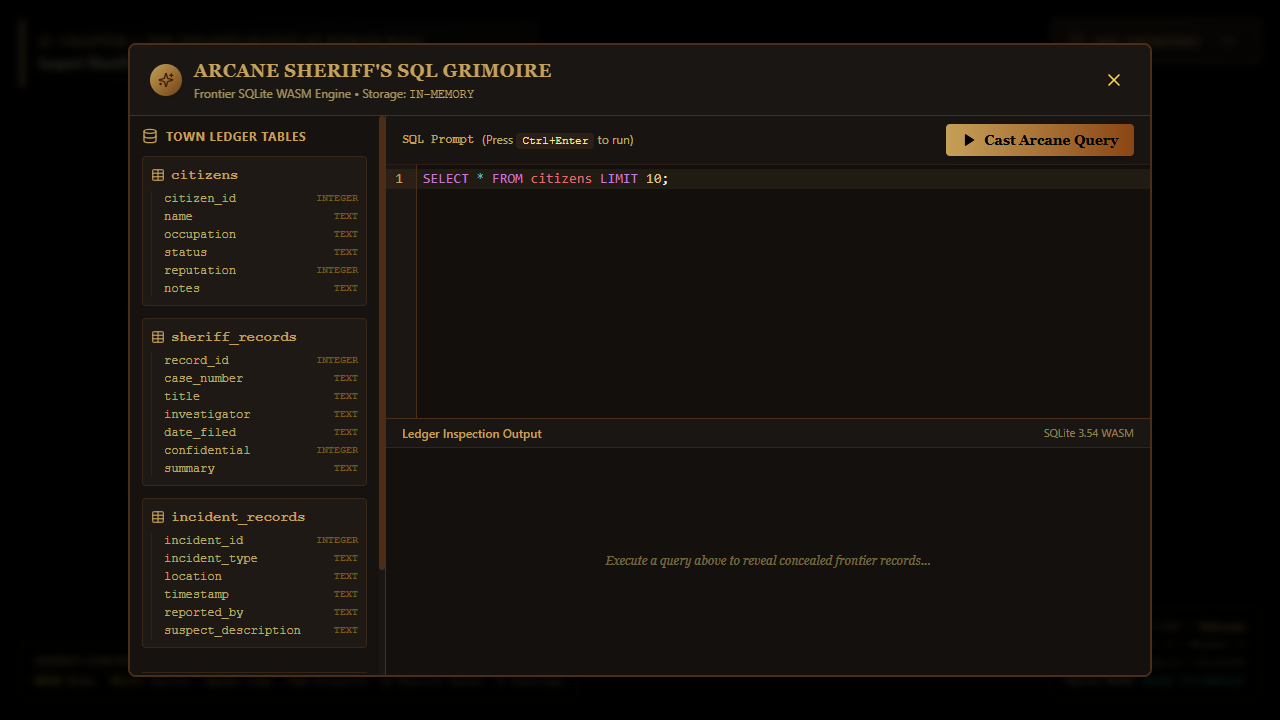 ARCANE SHERIFF'S SQL GRIMOIRE
Frontier SQLite WASM Engine • Storage: IN-MEMORY
TOWN LEDGER TABLES
citizens
citizen_id INTEGER
name TEXT
occupation TEXT
status TEXT
reputation INTEGER
notes TEXT
sheriff_records
record_id INTEGER
case_number TEXT
title TEXT
investigator TEXT
date_filed TEXT
confidential INTEGER
summary TEXT
incident_records
incident_id INTEGER
incident_type TEXT
location TEXT
timestamp TEXT
reported_by TEXT
suspect_description TEXT
SQL Prompt (Press Ctrl+Enter to run)
Cast Arcane Query
1 SELECT * FROM citizens LIMIT 10;
Ledger Inspection Output
SQLite 3.54 WASM
Execute a query above to reveal concealed frontier records...